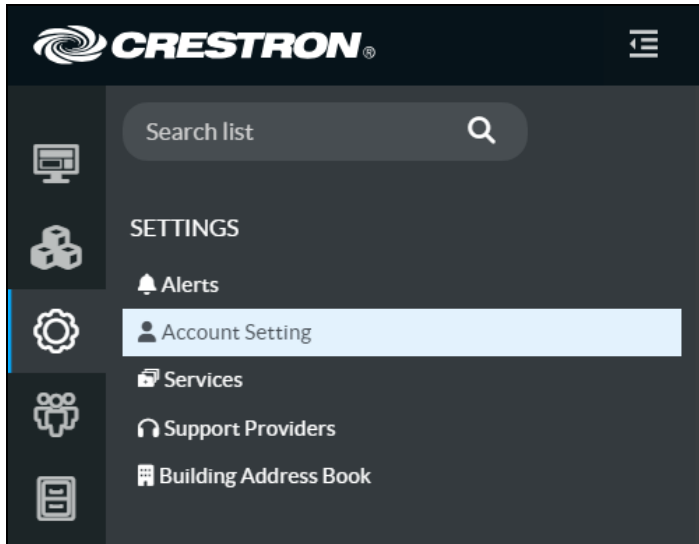 CRESTRON®
Search list
SETTINGS
Alerts
Account Setting
Services
Support Providers
Building Address Book